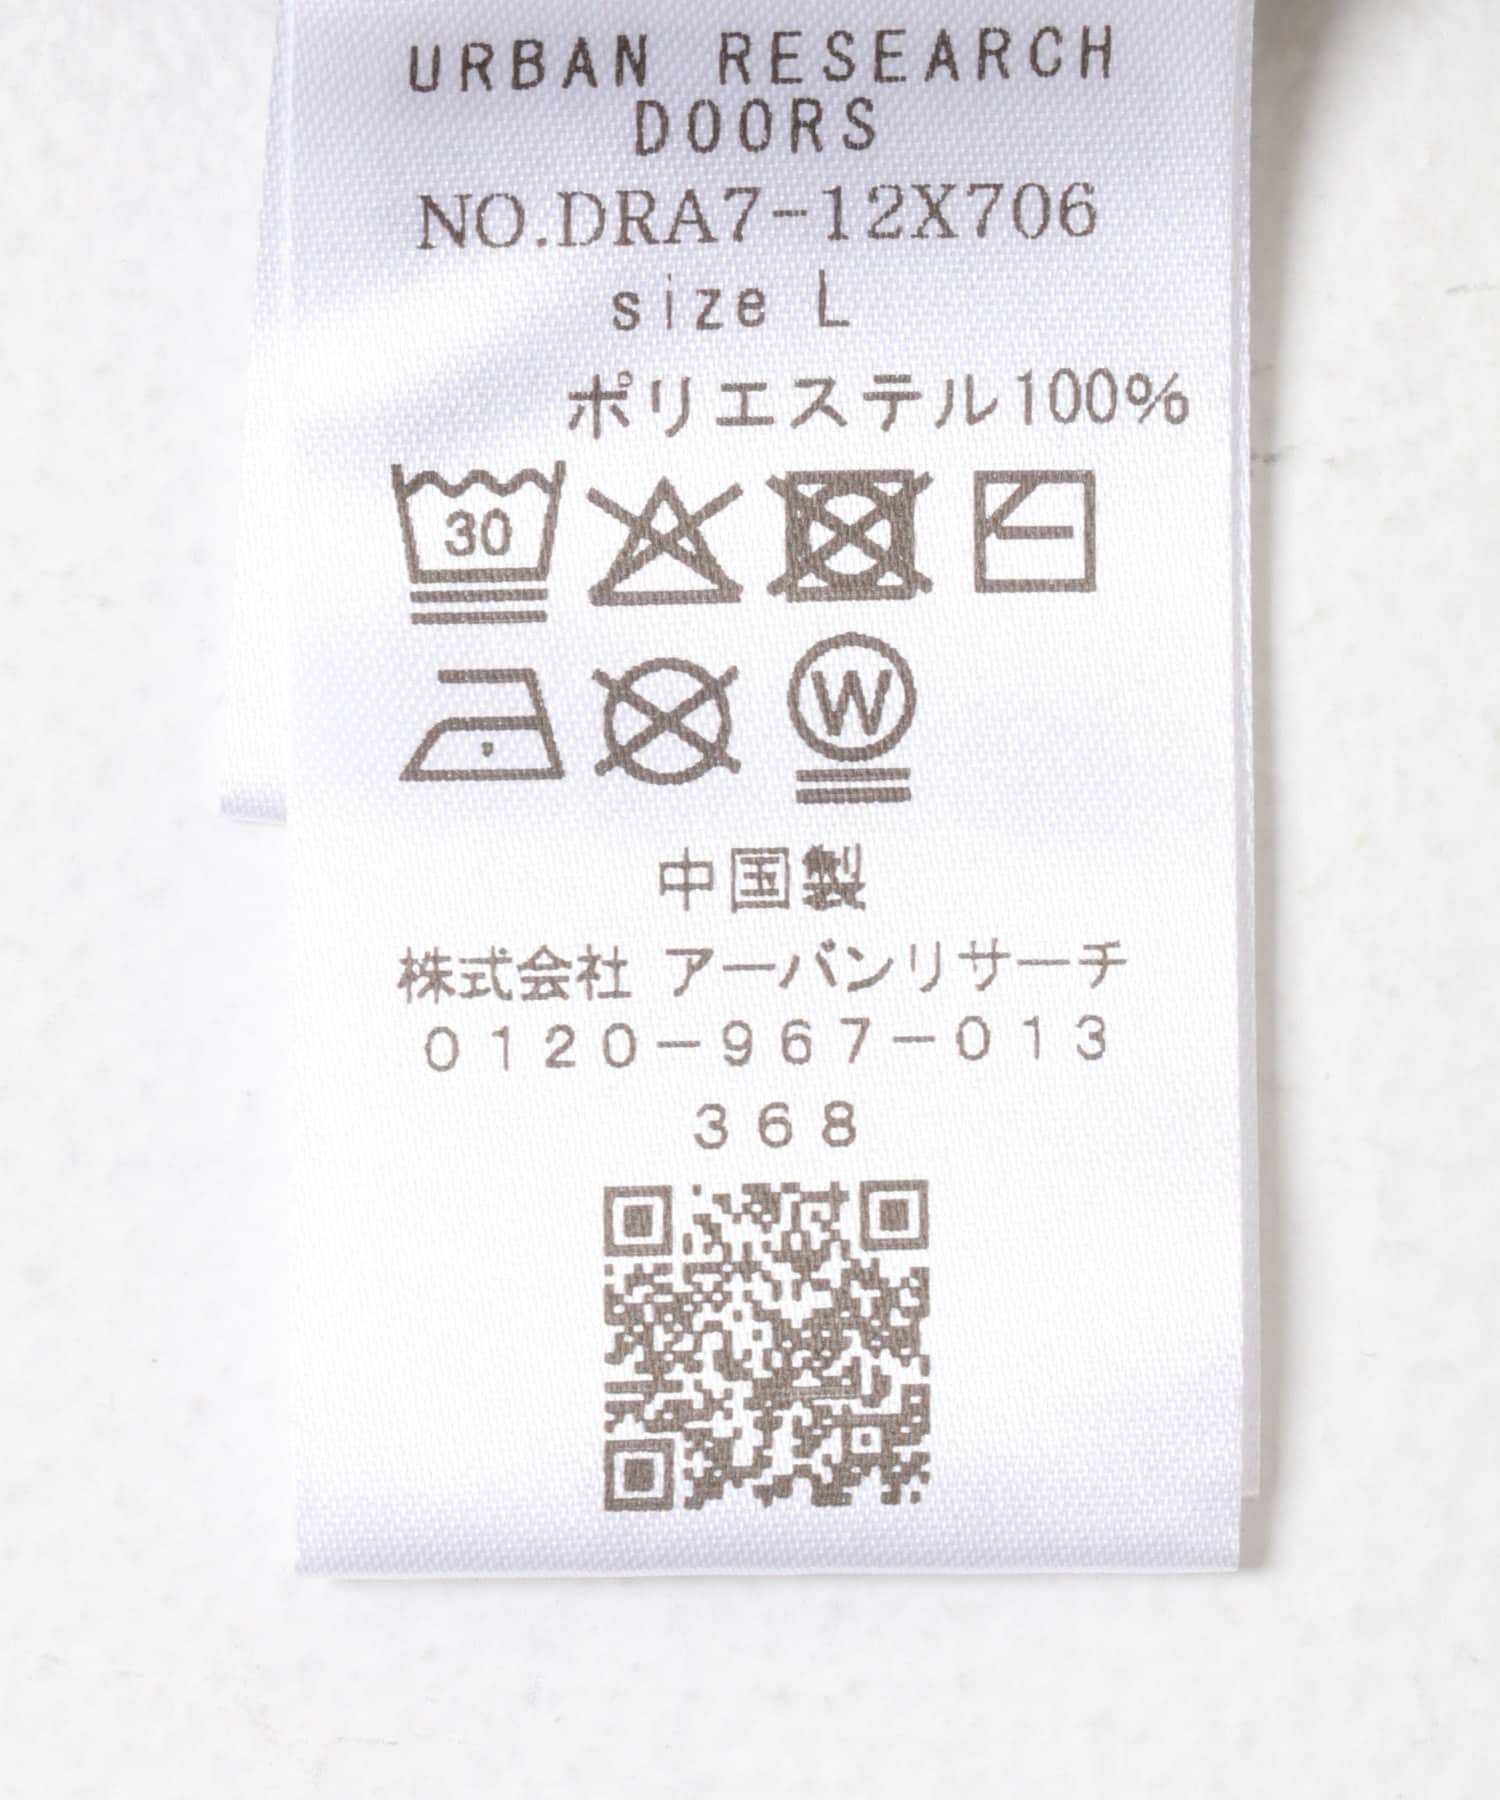 URBAN RESEARCH
DOORS
NO.DRA7-12X706
size L
ポリエステル100%
30
W
中国製
株式会社 アーバンリサーチ
0120-967-013
368